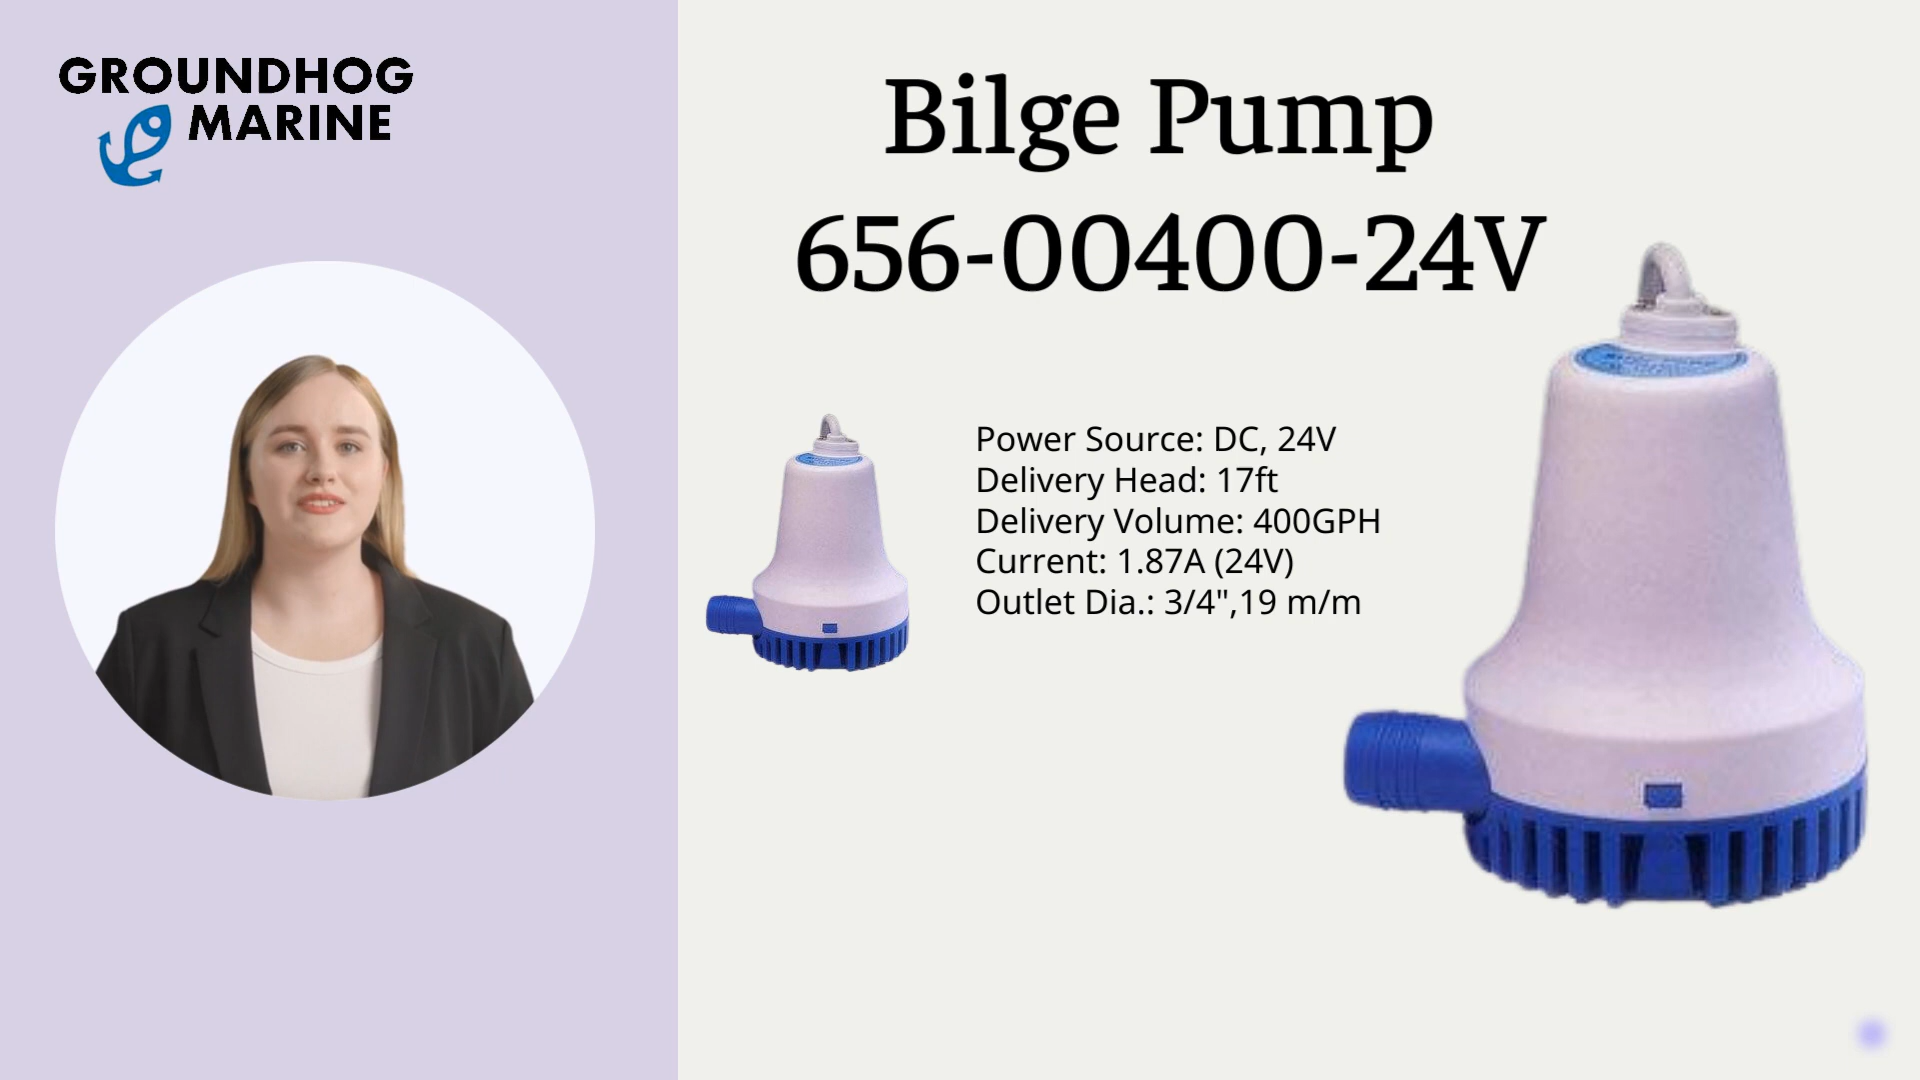 GROUNDHOG
MARINE
Bilge Pump
656-00400-24V
Power Source: DC, 24V
Delivery Head: 17ft
Delivery Volume: 400GPH
Current: 1.87A (24V)
Outlet Dia.: 3/4",19 m/m